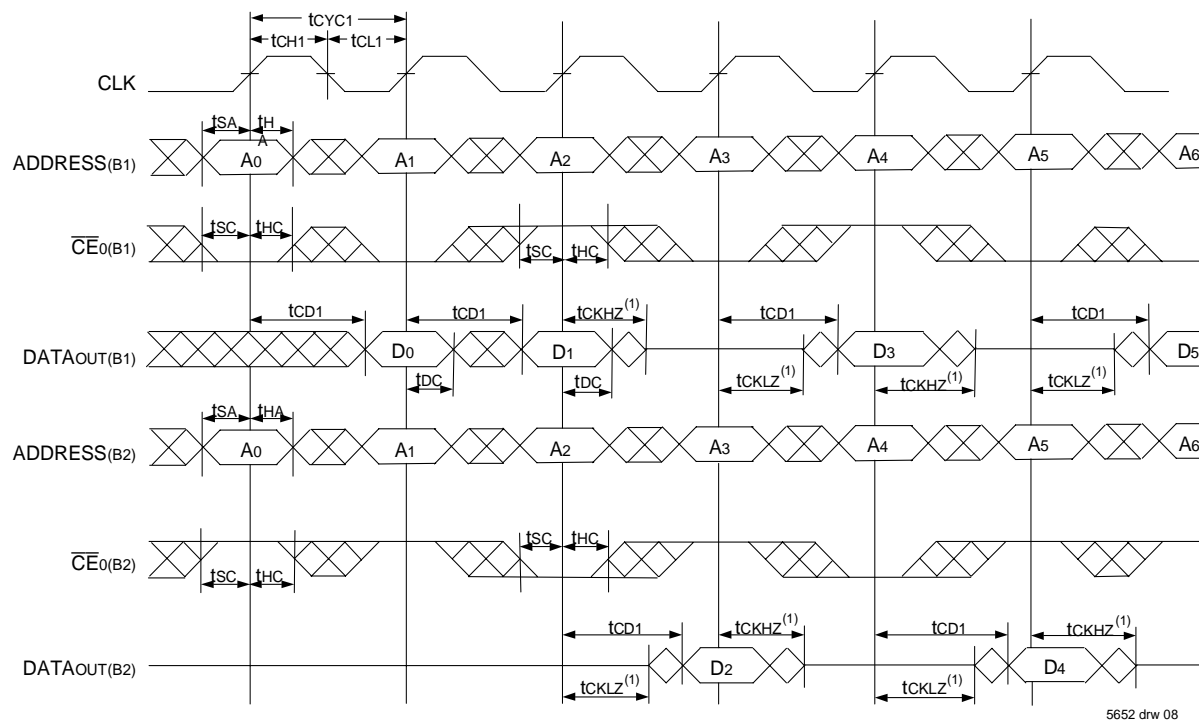 tCYC1
tCH1 tCL1
CLK
tSA tHA
ADDRESS(B1) A0 A1 A2 A3 A4 A5 A6
tSC tHC
CE0(B1)
tSC tHC
tCD1 tCD1 tCKHZ(1) tCD1 tCD1
DATAOUT(B1) D0 D1 D3 D5
tDC tDC tCKLZ(1) tCKHZ(1) tCKLZ(1)
tSA tHA
ADDRESS(B2) A0 A1 A2 A3 A4 A5 A6
tSC tHC
CE0(B2)
tSC tHC
tCD1 tCKHZ(1) tCD1 tCKHZ(1)
DATAOUT(B2) D2 D4
tCKLZ(1) tCKLZ(1)
5652 drw 08